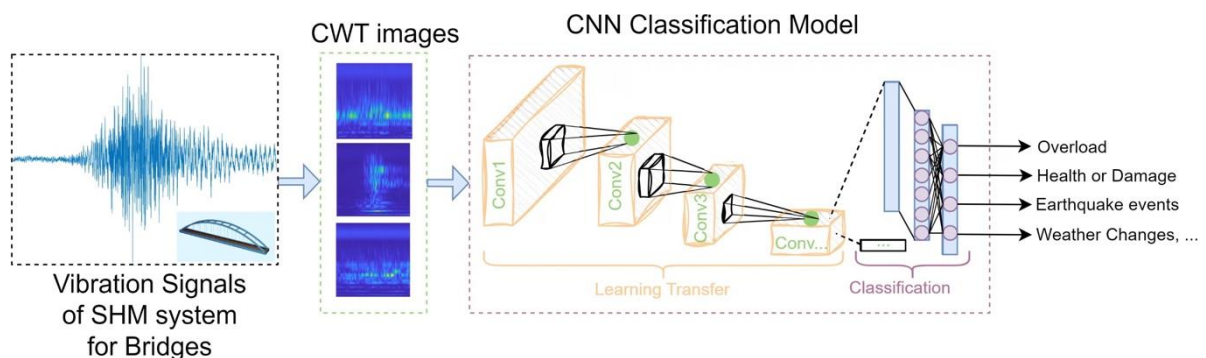 CWT images
CNN Classification Model
Conv1
Conv2
Conv3
Conv...
Overload
Health or Damage
Earthquake events
Weather Changes, ...
...
Learning Transfer
Classification
Vibration Signals
of SHM system
for Bridges